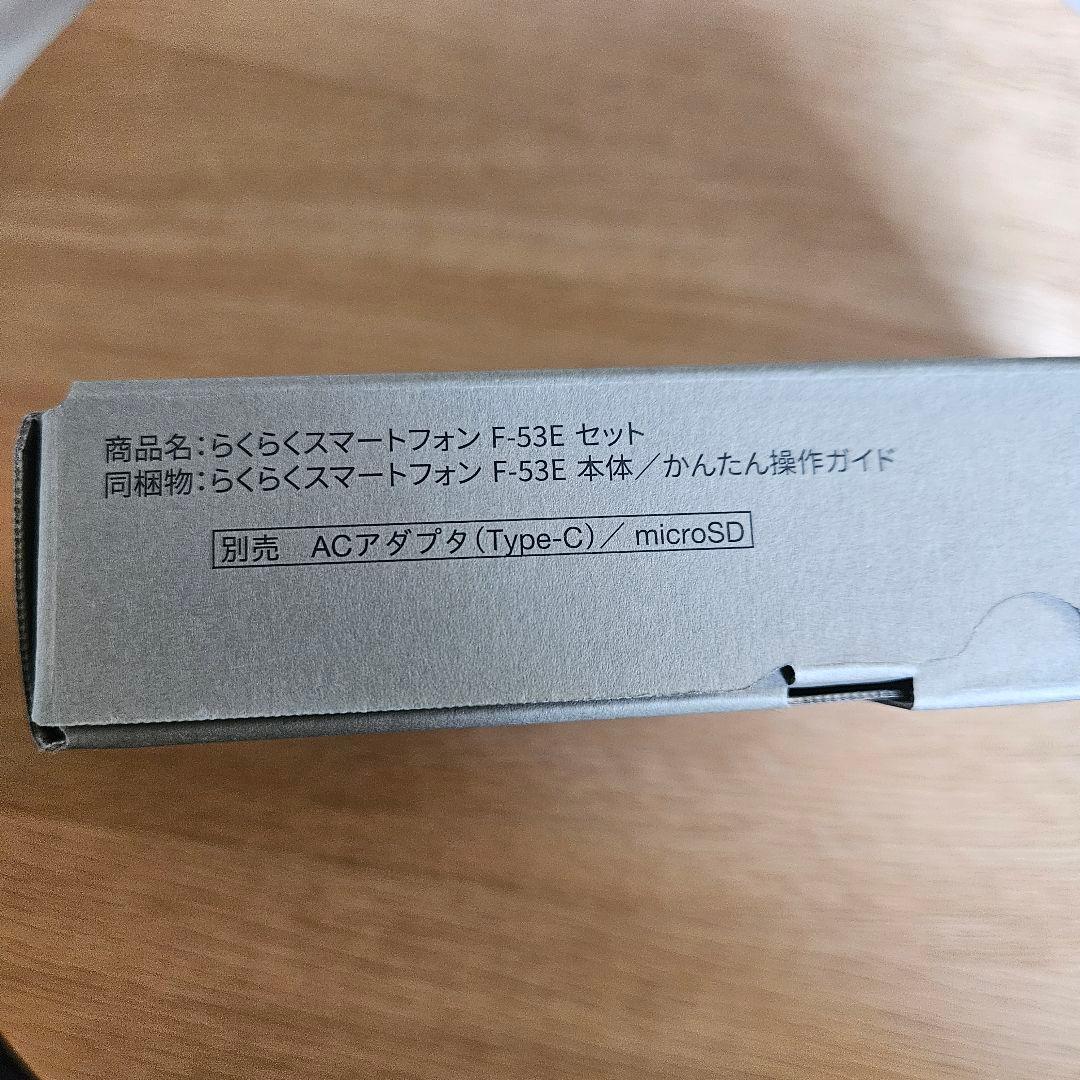 商品名：らくらくスマートフォン F-53E セット
同梱物：らくらくスマートフォン F-53E 本体／かんたん操作ガイド
別売　ACアダプタ（Type-C）／ microSD